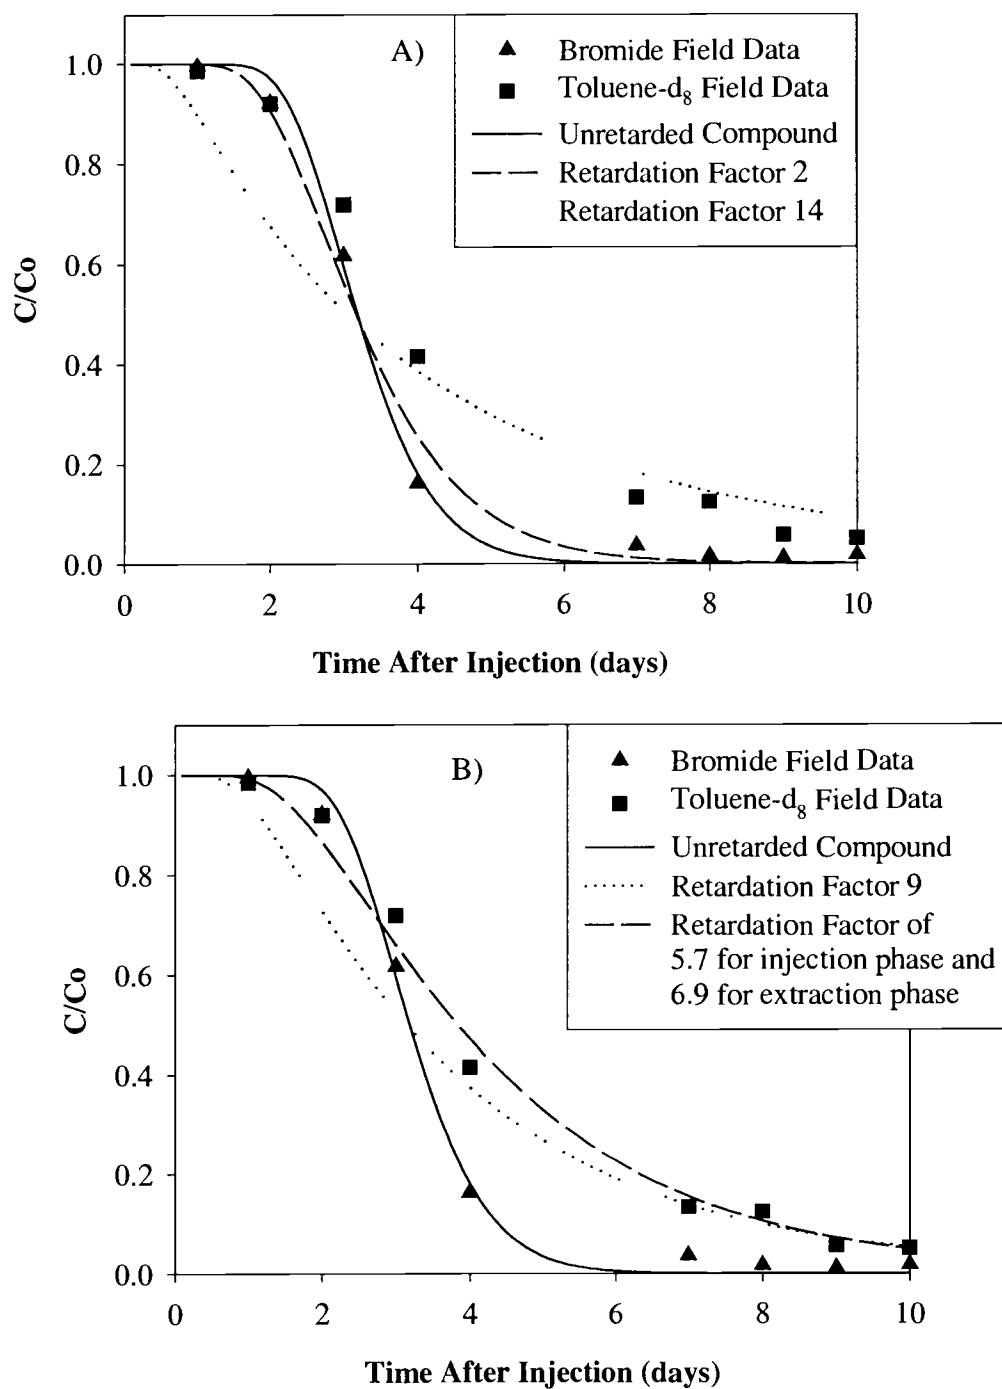 A)
Bromide Field Data
Toluene-d8 Field Data
Unretarded Compound
Retardation Factor 2
Retardation Factor 14
C/Co
1.0
0.8
0.6
0.4
0.2
0.0
0 2 4 6 8 10
Time After Injection (days)
B)
Bromide Field Data
Toluene-d8 Field Data
Unretarded Compound
Retardation Factor 9
Retardation Factor of
5.7 for injection phase and
6.9 for extraction phase
C/Co
1.0
0.8
0.6
0.4
0.2
0.0
0 2 4 6 8 10
Time After Injection (days)